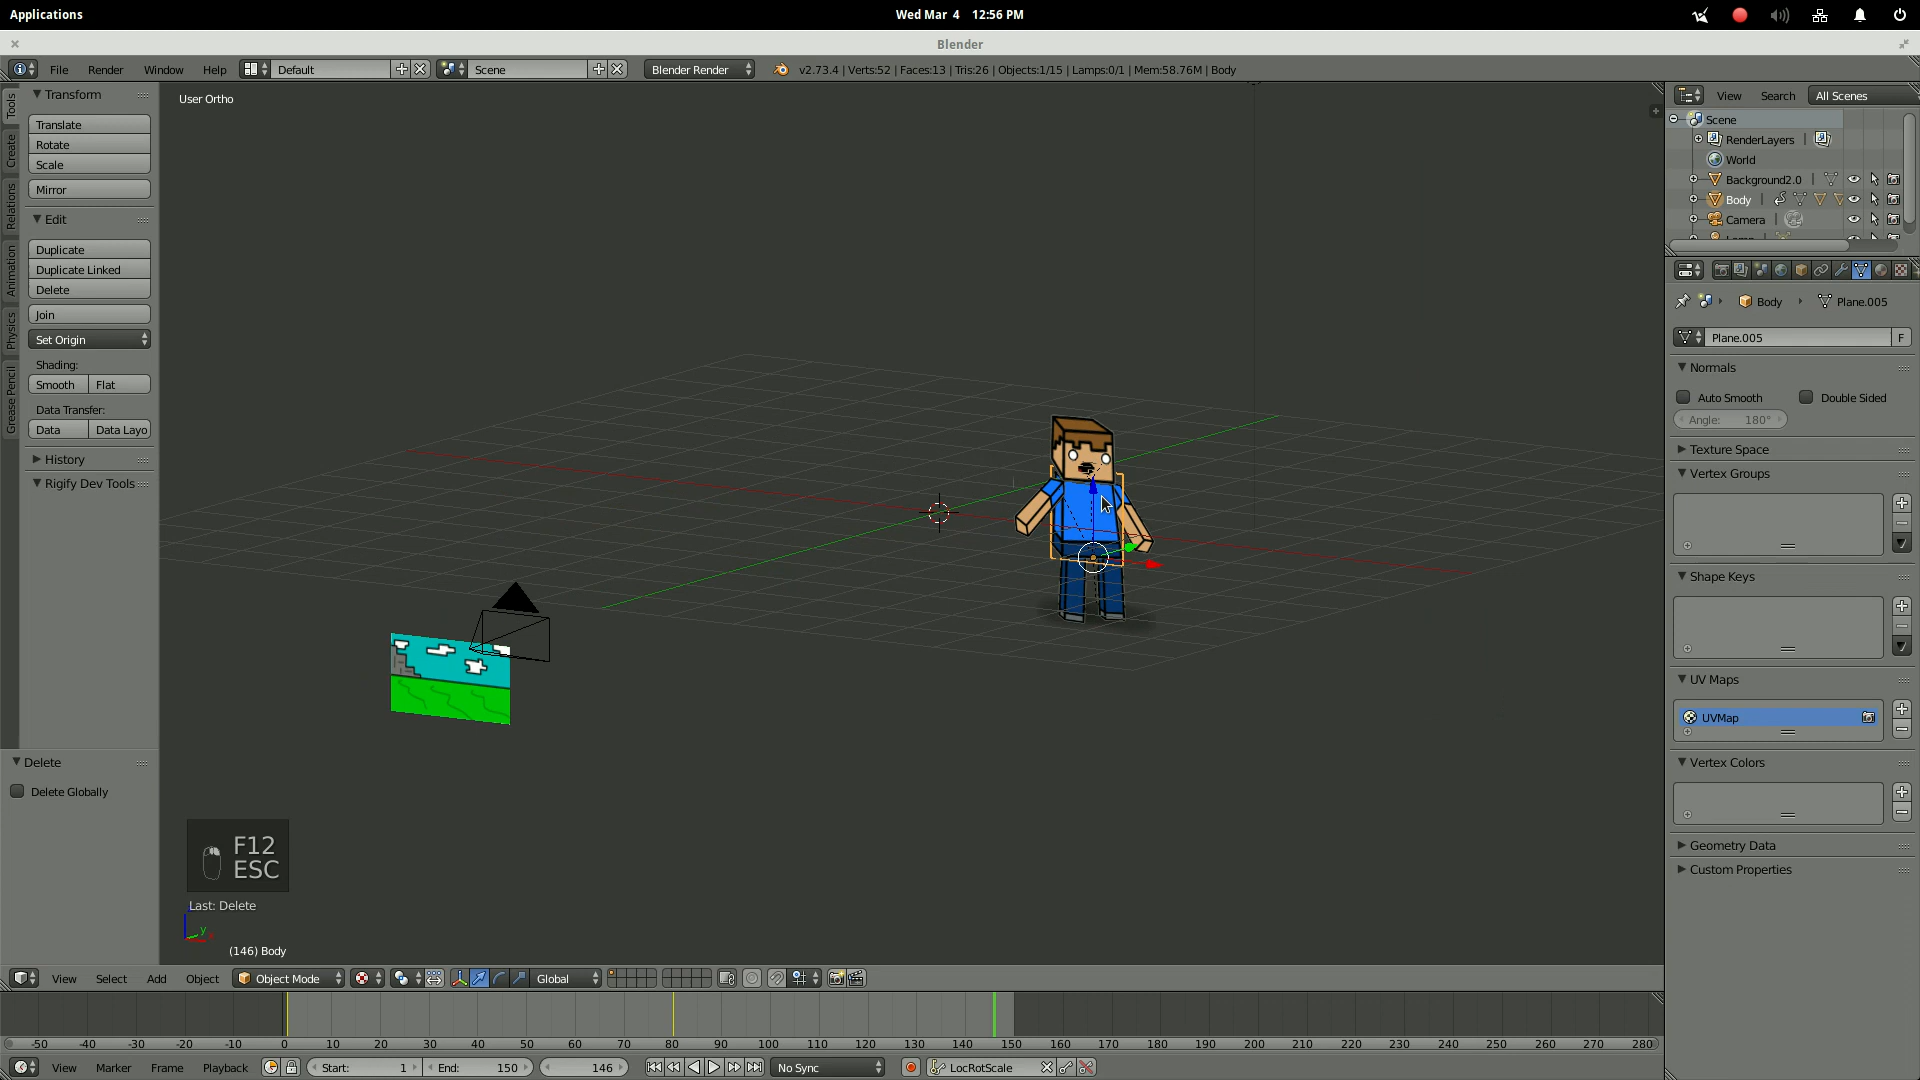 Applications
Wed Mar 4 12:56 PM
Blender
File Render Window Help Default Scene Blender Render v2.73.4 | Verts:52 | Faces:13 | Tris:26 | Objects:1/15 | Lamps:0/1 | Mem:58.76M | Body
Tools
Create
Relations
Animation
Physics
Grease Pencil
Transform
Translate
Rotate
Scale
Mirror
Edit
Duplicate
Duplicate Linked
Delete
Join
Set Origin
Shading:
Smooth Flat
Data Transfer:
Data Data Layo
History
Rigify Dev Tools
Delete
Delete Globally
User Ortho
F12
ESC
Last: Delete
y
(146) Body
View Search All Scenes
Scene
RenderLayers
World
Background2.0
Body
Camera
Body Plane.005
Plane.005 F
Normals
Auto Smooth Double Sided
Angle: 180°
Texture Space
Vertex Groups
Shape Keys
UV Maps
UVMap
Vertex Colors
Geometry Data
Custom Properties
View Select Add Object Object Mode Global
-50 -40 -30 -20 -10 0 10 20 30 40 50 60 70 80 90 100 110 120 130 140 150 160 170 180 190 200 210 220 230 240 250 260 270 280
View Marker Frame Playback Start: 1 End: 150 146 No Sync LocRotScale